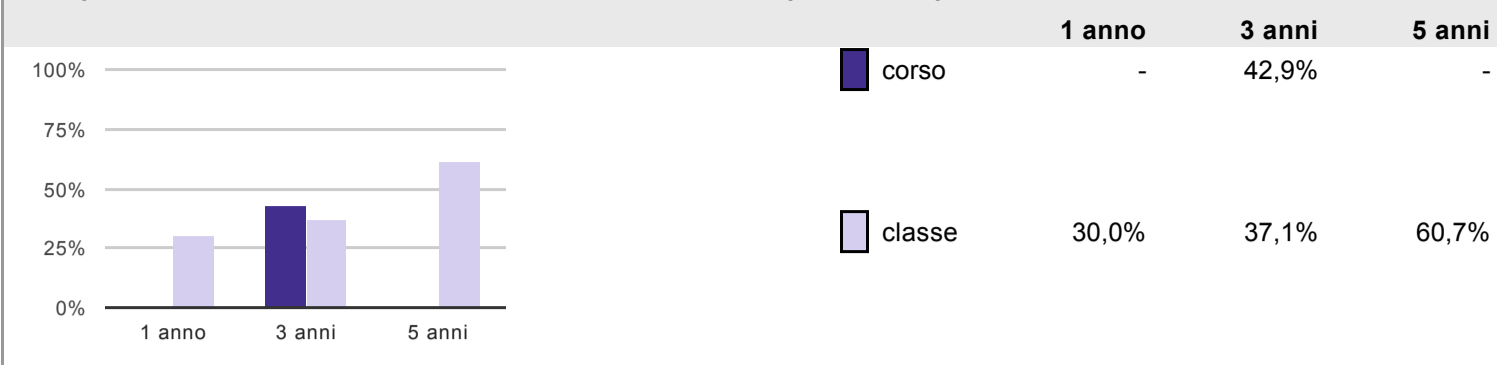 1 anno 3 anni 5 anni
100%
75%
50%
25%
0%
1 anno 3 anni 5 anni
corso - 42,9% -
classe 30,0% 37,1% 60,7%